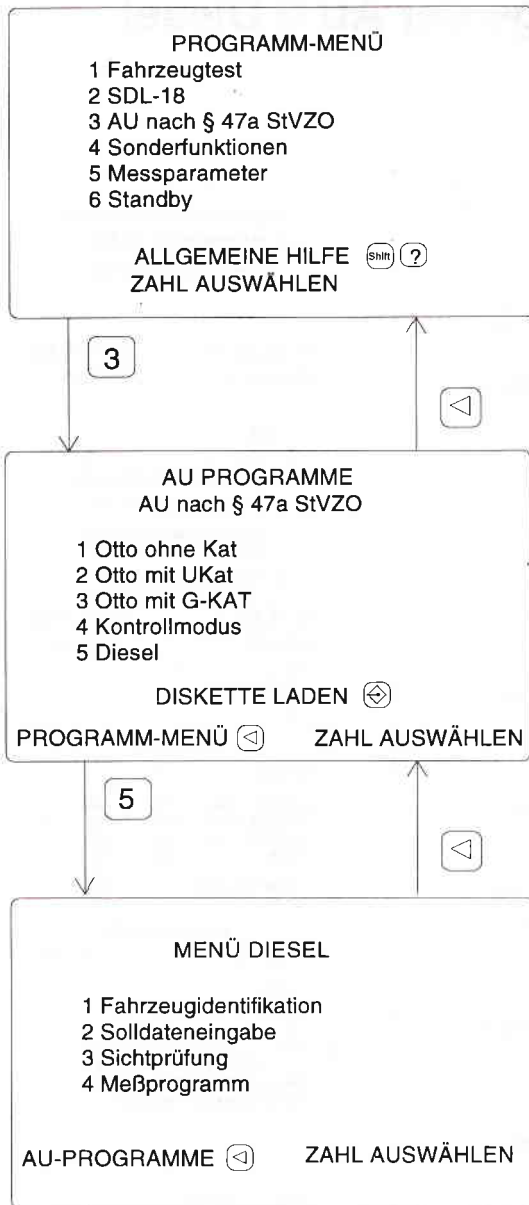 PROGRAMM-MENÜ
1 Fahrzeugtest
2 SDL-18
3 AU nach § 47a StVZO
4 Sonderfunktionen
5 Messparameter
6 Standby
ALLGEMEINE HILFE Shift ?
ZAHL AUSWÄHLEN
3
AU PROGRAMME
AU nach § 47a StVZO
1 Otto ohne Kat
2 Otto mit UKat
3 Otto mit G-KAT
4 Kontrollmodus
5 Diesel
DISKETTE LADEN
PROGRAMM-MENÜ ZAHL AUSWÄHLEN
5
MENÜ DIESEL
1 Fahrzeugidentifikation
2 Solldateneingabe
3 Sichtprüfung
4 Meßprogramm
AU-PROGRAMME ZAHL AUSWÄHLEN